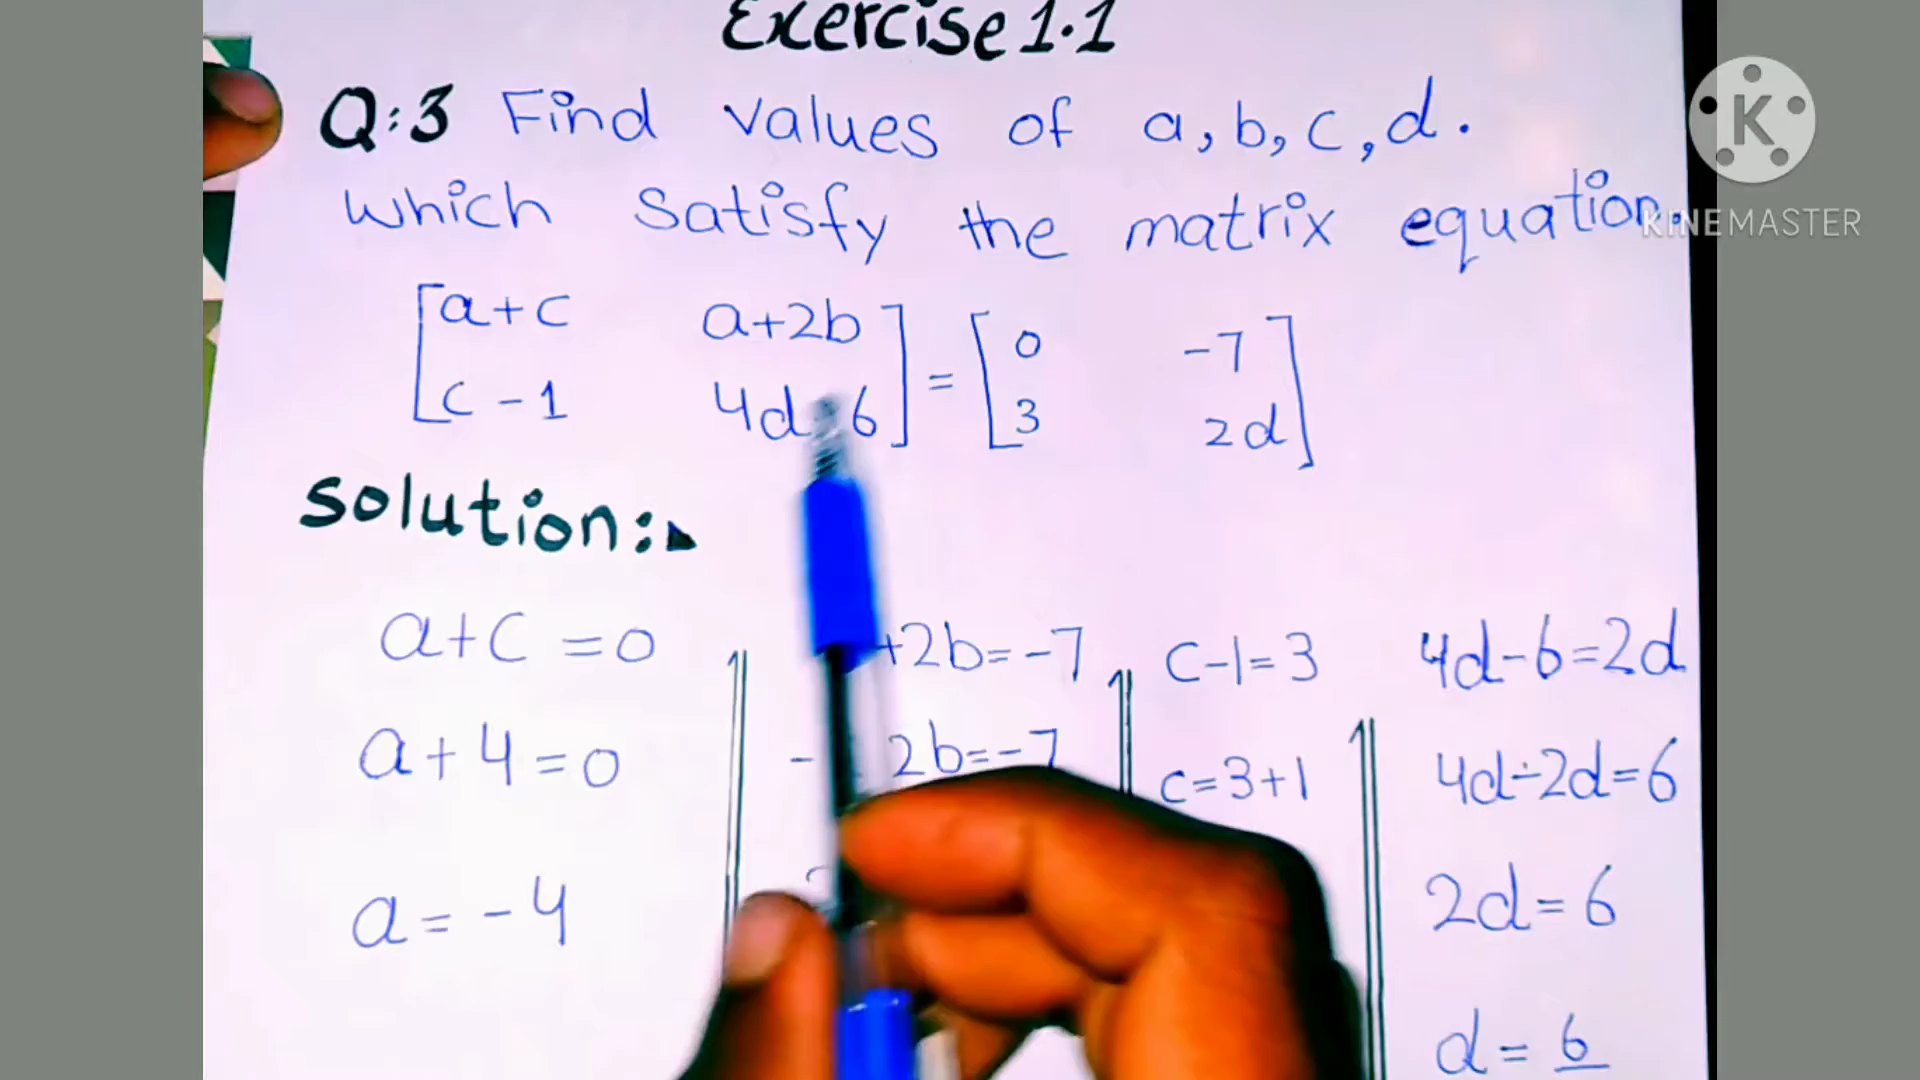 Exercise 1.1
Q:3 Find values of a, b, c, d.
which satisfy the matrix equation.
K
KINEMASTER
[a+c a+2b] = [0 -7]
[c-1 4d-6] [3 2d]
solution:
a+c=0 +2b=-7 c-1=3 4d-6=2d
a+4=0 - 2b=-7 c=3+1 4d-2d=6
a=-4 2d=6
d=6